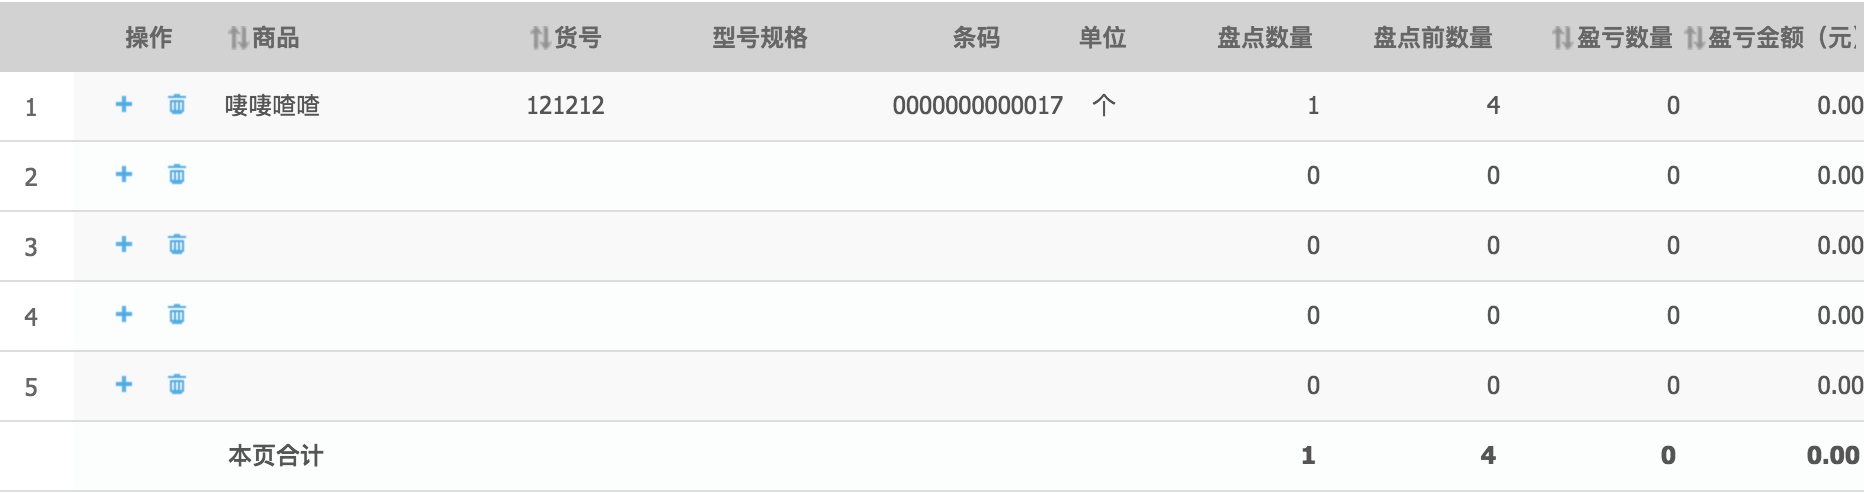 操作 商品 货号 型号规格 条码 单位 盘点数量 盘点前数量 盈亏数量 盈亏金额（元）
1 啛啛喳喳 121212 0000000000017 个 1 4 0 0.00
2 0 0 0 0.00
3 0 0 0 0.00
4 0 0 0 0.00
5 0 0 0 0.00
本页合计 1 4 0 0.00